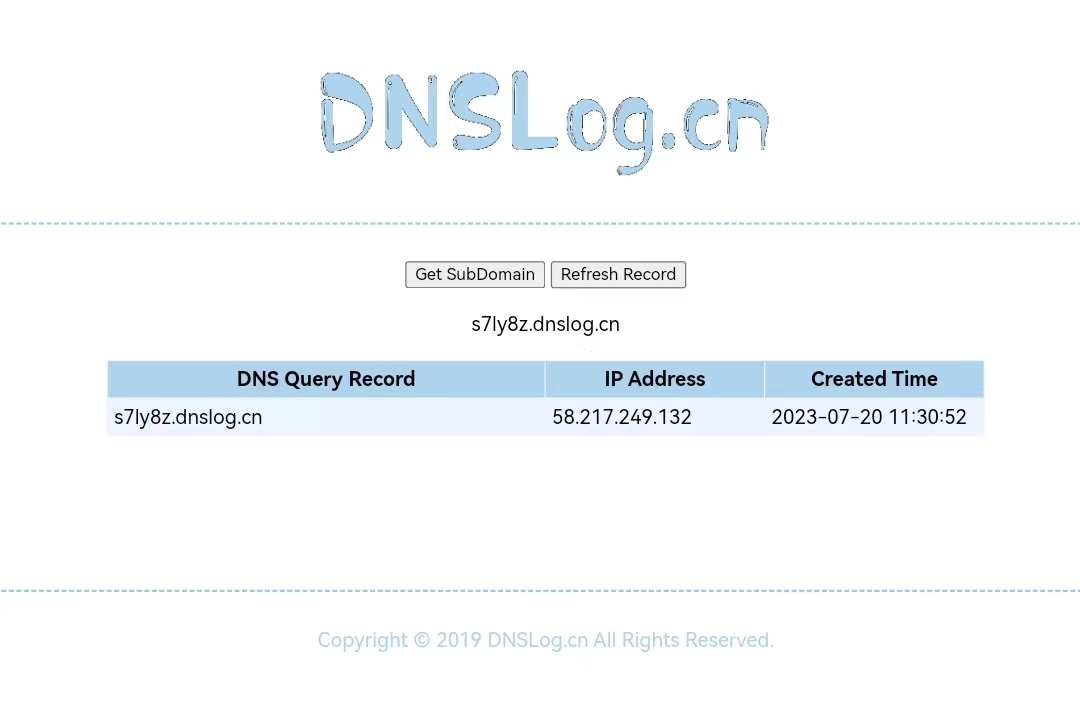 DNSLog.cn
Get SubDomain Refresh Record
s7ly8z.dnslog.cn
DNS Query Record IP Address Created Time
s7ly8z.dnslog.cn 58.217.249.132 2023-07-20 11:30:52
Copyright © 2019 DNSLog.cn All Rights Reserved.